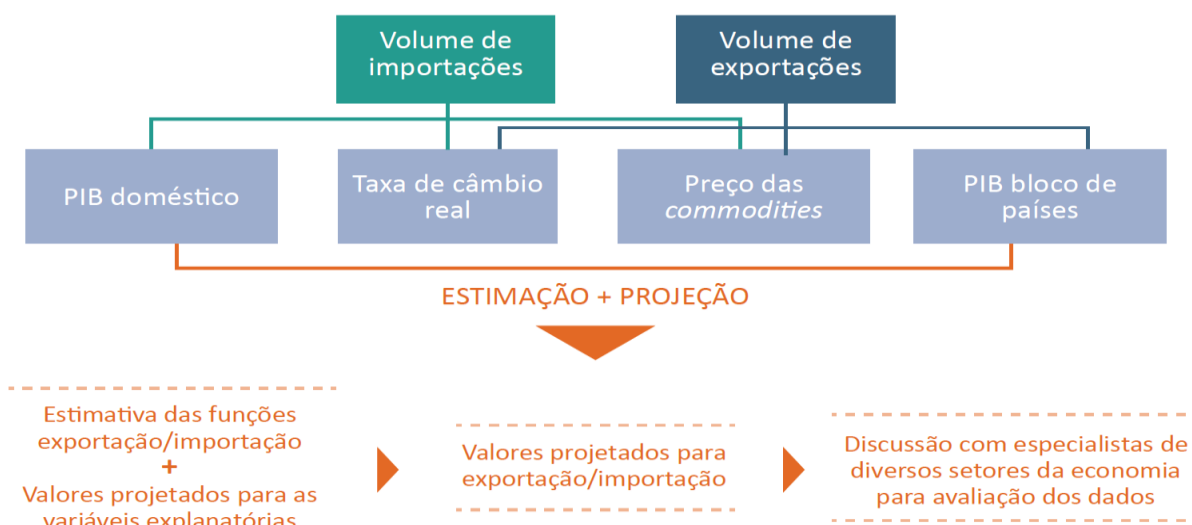 Volume de
importações
Volume de
exportações
PIB doméstico
Taxa de câmbio
real
Preço das
commodities
PIB bloco de
países
ESTIMAÇÃO + PROJEÇÃO
Estimativa das funções
exportação/importação
+
Valores projetados para as
variáveis explanatórias
Valores projetados para
exportação/importação
Discussão com especialistas de
diversos setores da economia
para avaliação dos dados